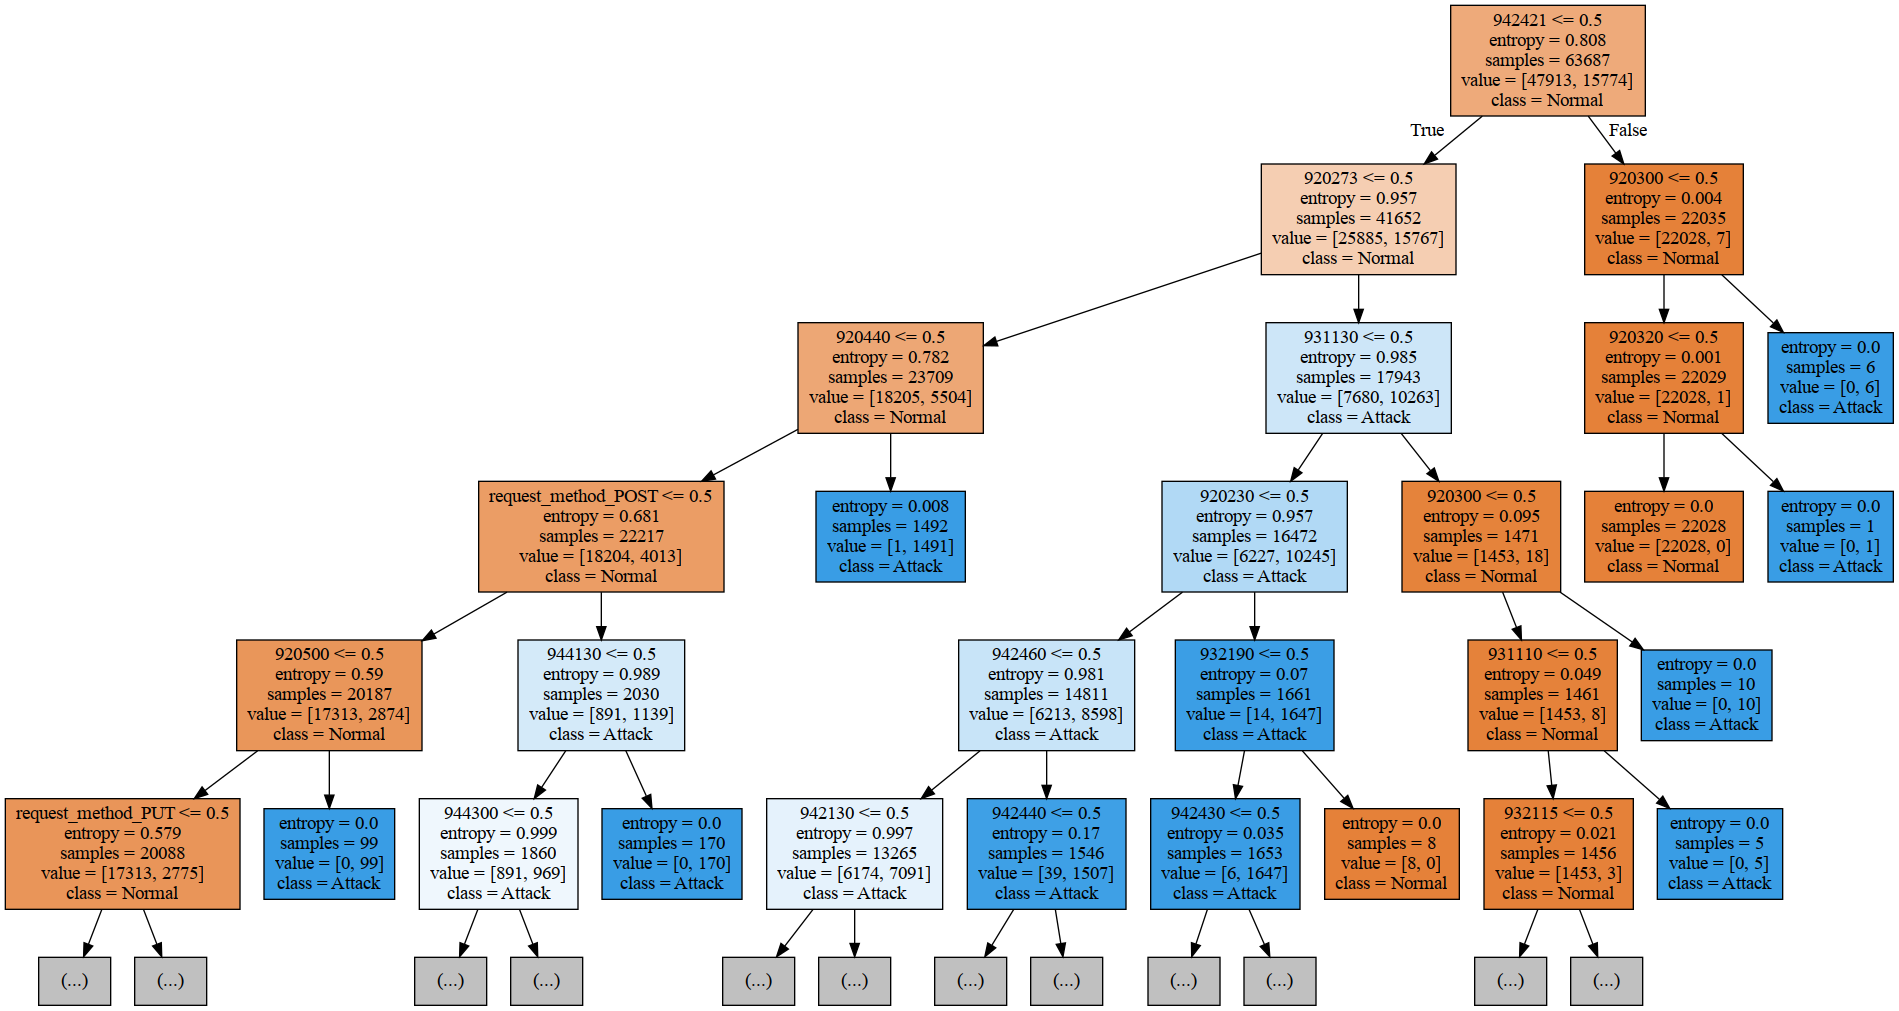 942421 <= 0.5
entropy = 0.808
samples = 63687
value = [47913, 15774]
class = Normal
True
False
920273 <= 0.5
entropy = 0.957
samples = 41652
value = [25885, 15767]
class = Normal
920300 <= 0.5
entropy = 0.004
samples = 22035
value = [22028, 7]
class = Normal
920440 <= 0.5
entropy = 0.782
samples = 23709
value = [18205, 5504]
class = Normal
931130 <= 0.5
entropy = 0.985
samples = 17943
value = [7680, 10263]
class = Attack
920320 <= 0.5
entropy = 0.001
samples = 22029
value = [22028, 1]
class = Normal
entropy = 0.0
samples = 6
value = [0, 6]
class = Attack
request_method_POST <= 0.5
entropy = 0.681
samples = 22217
value = [18204, 4013]
class = Normal
entropy = 0.008
samples = 1492
value = [1, 1491]
class = Attack
920230 <= 0.5
entropy = 0.957
samples = 16472
value = [6227, 10245]
class = Attack
920300 <= 0.5
entropy = 0.095
samples = 1471
value = [1453, 18]
class = Normal
entropy = 0.0
samples = 22028
value = [22028, 0]
class = Normal
entropy = 0.0
samples = 1
value = [0, 1]
class = Attack
920500 <= 0.5
entropy = 0.59
samples = 20187
value = [17313, 2874]
class = Normal
944130 <= 0.5
entropy = 0.989
samples = 2030
value = [891, 1139]
class = Attack
942460 <= 0.5
entropy = 0.981
samples = 14811
value = [6213, 8598]
class = Attack
932190 <= 0.5
entropy = 0.07
samples = 1661
value = [14, 1647]
class = Attack
931110 <= 0.5
entropy = 0.049
samples = 1461
value = [1453, 8]
class = Normal
entropy = 0.0
samples = 10
value = [0, 10]
class = Attack
request_method_PUT <= 0.5
entropy = 0.579
samples = 20088
value = [17313, 2775]
class = Normal
entropy = 0.0
samples = 99
value = [0, 99]
class = Attack
944300 <= 0.5
entropy = 0.999
samples = 1860
value = [891, 969]
class = Attack
entropy = 0.0
samples = 170
value = [0, 170]
class = Attack
942130 <= 0.5
entropy = 0.997
samples = 13265
value = [6174, 7091]
class = Attack
942440 <= 0.5
entropy = 0.17
samples = 1546
value = [39, 1507]
class = Attack
942430 <= 0.5
entropy = 0.035
samples = 1653
value = [6, 1647]
class = Attack
entropy = 0.0
samples = 8
value = [8, 0]
class = Normal
932115 <= 0.5
entropy = 0.021
samples = 1456
value = [1453, 3]
class = Normal
entropy = 0.0
samples = 5
value = [0, 5]
class = Attack
(...)
(...)
(...)
(...)
(...)
(...)
(...)
(...)
(...)
(...)
(...)
(...)